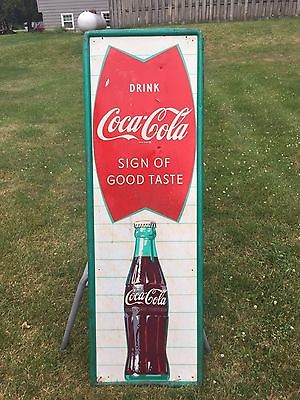 DRINK
Coca-Cola
SIGN OF
GOOD TASTE
Coca-Cola